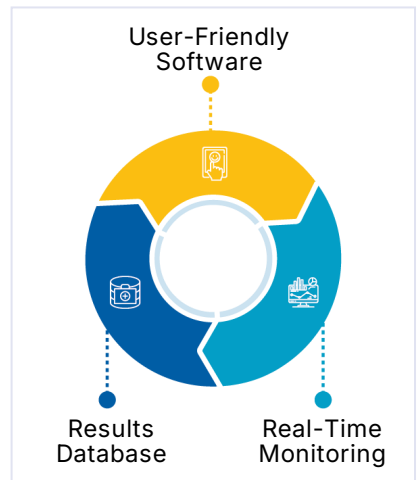 User-Friendly
Software
Results
Database
Real-Time
Monitoring